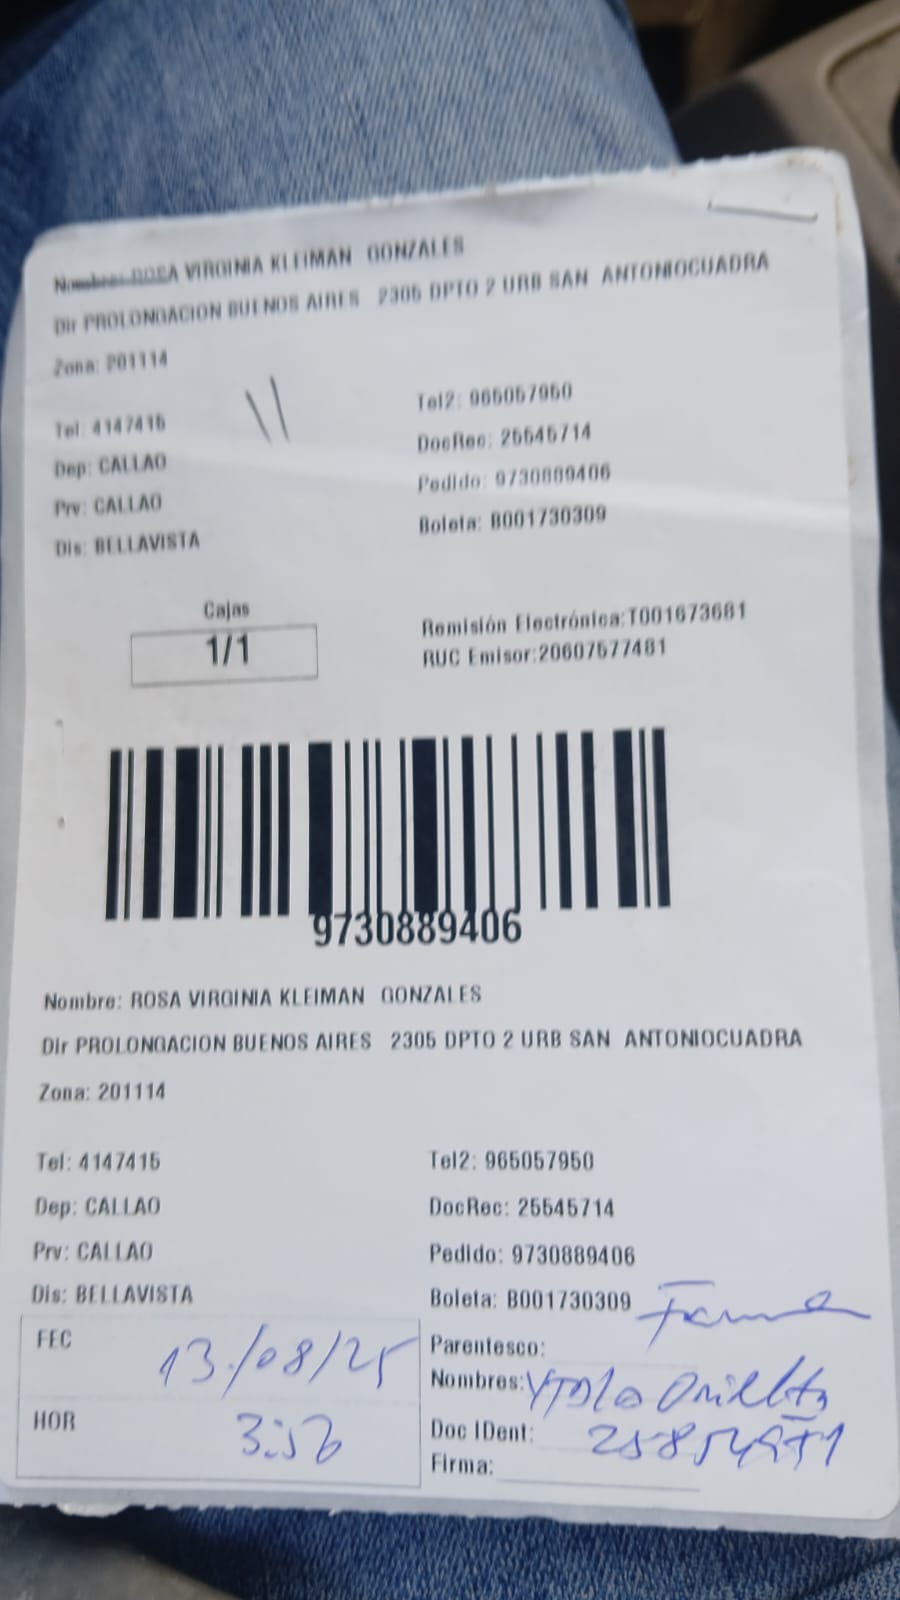 Nombre: ROSA VIRGINIA KLEIMAN GONZALES
Dir PROLONGACION BUENOS AIRES 2305 DPTO 2 URB SAN ANTONIOCUADRA
Zona: 201114
Tel: 4147415 Tel2: 965057950
Dep: CALLAO DocRec: 25545714
Prv: CALLAO Pedido: 9730889406
Dis: BELLAVISTA Boleta: B001730309
Cajas
1/1
Remisión Electrónica:T001673681
RUC Emisor:20607577481
9730889406
Nombre: ROSA VIRGINIA KLEIMAN GONZALES
Dir PROLONGACION BUENOS AIRES 2305 DPTO 2 URB SAN ANTONIOCUADRA
Zona: 201114
Tel: 4147415 Tel2: 965057950
Dep: CALLAO DocRec: 25545714
Prv: CALLAO Pedido: 9730889406
Dis: BELLAVISTA Boleta: B001730309
FEC 13/08/25
HOR
Parentesco:
Nombres:
Doc IDent:
Firma: